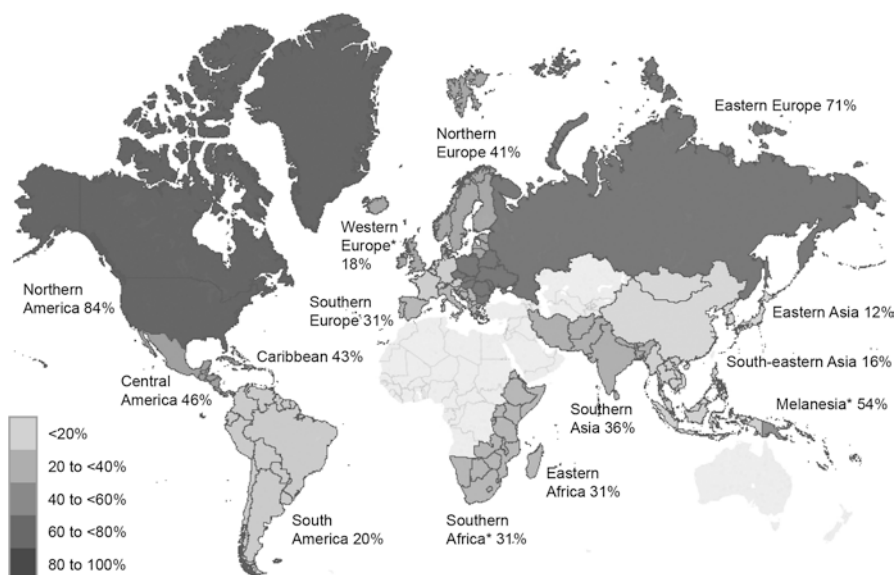 Eastern Europe 71%
Northern
Europe 41%
Western
Europe*
18%
Northern
America 84%
Southern
Europe 31%
Eastern Asia 12%
Caribbean 43%
South-eastern Asia 16%
Central
America 46%
Southern
Asia 36%
Melanesia* 54%
<20%
20 to <40%
40 to <60%
60 to <80%
80 to 100%
Eastern
Africa 31%
South
America 20%
Southern
Africa* 31%